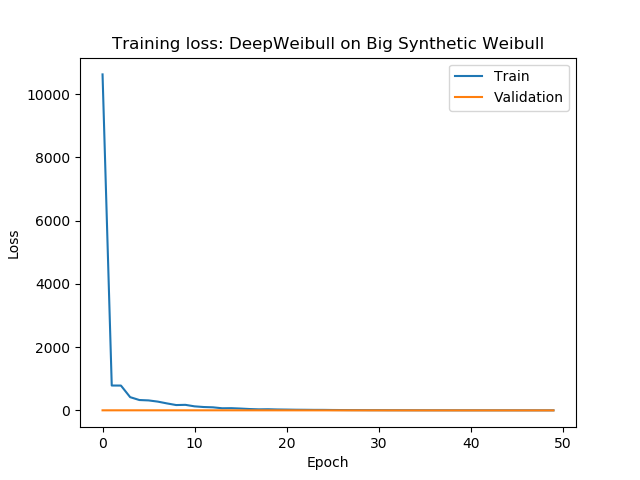 Training loss: DeepWeibull on Big Synthetic Weibull
Train
Validation
10000
8000
6000
4000
2000
0
Loss
0 10 20 30 40 50
Epoch